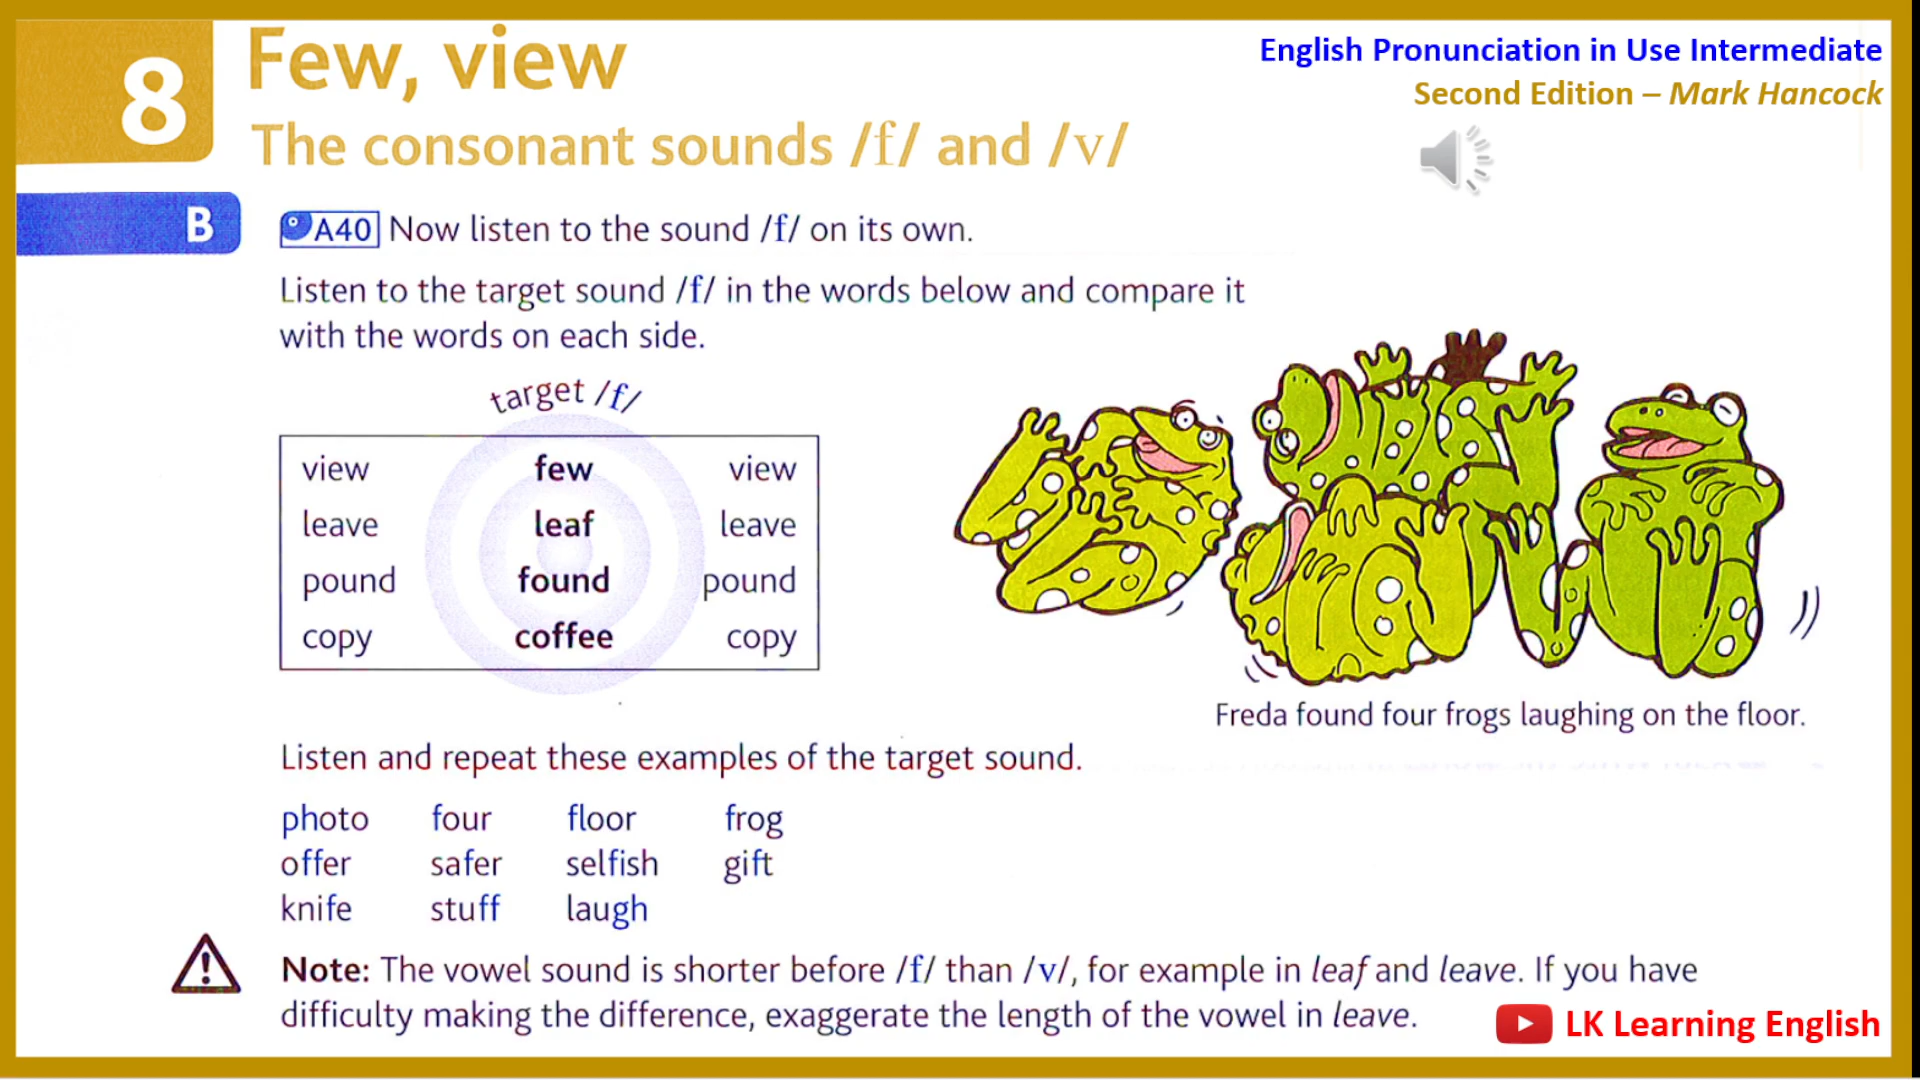 8
Few, view
The consonant sounds /f/ and /v/
English Pronunciation in Use Intermediate
Second Edition – Mark Hancock
B
A40 Now listen to the sound /f/ on its own.
Listen to the target sound /f/ in the words below and compare it
with the words on each side.
target /f/
view few view
leave leaf leave
pound found pound
copy coffee copy
Freda found four frogs laughing on the floor.
Listen and repeat these examples of the target sound.
photo four floor frog
offer safer selfish gift
knife stuff laugh
Note: The vowel sound is shorter before /f/ than /v/, for example in leaf and leave. If you have
difficulty making the difference, exaggerate the length of the vowel in leave.
LK Learning English